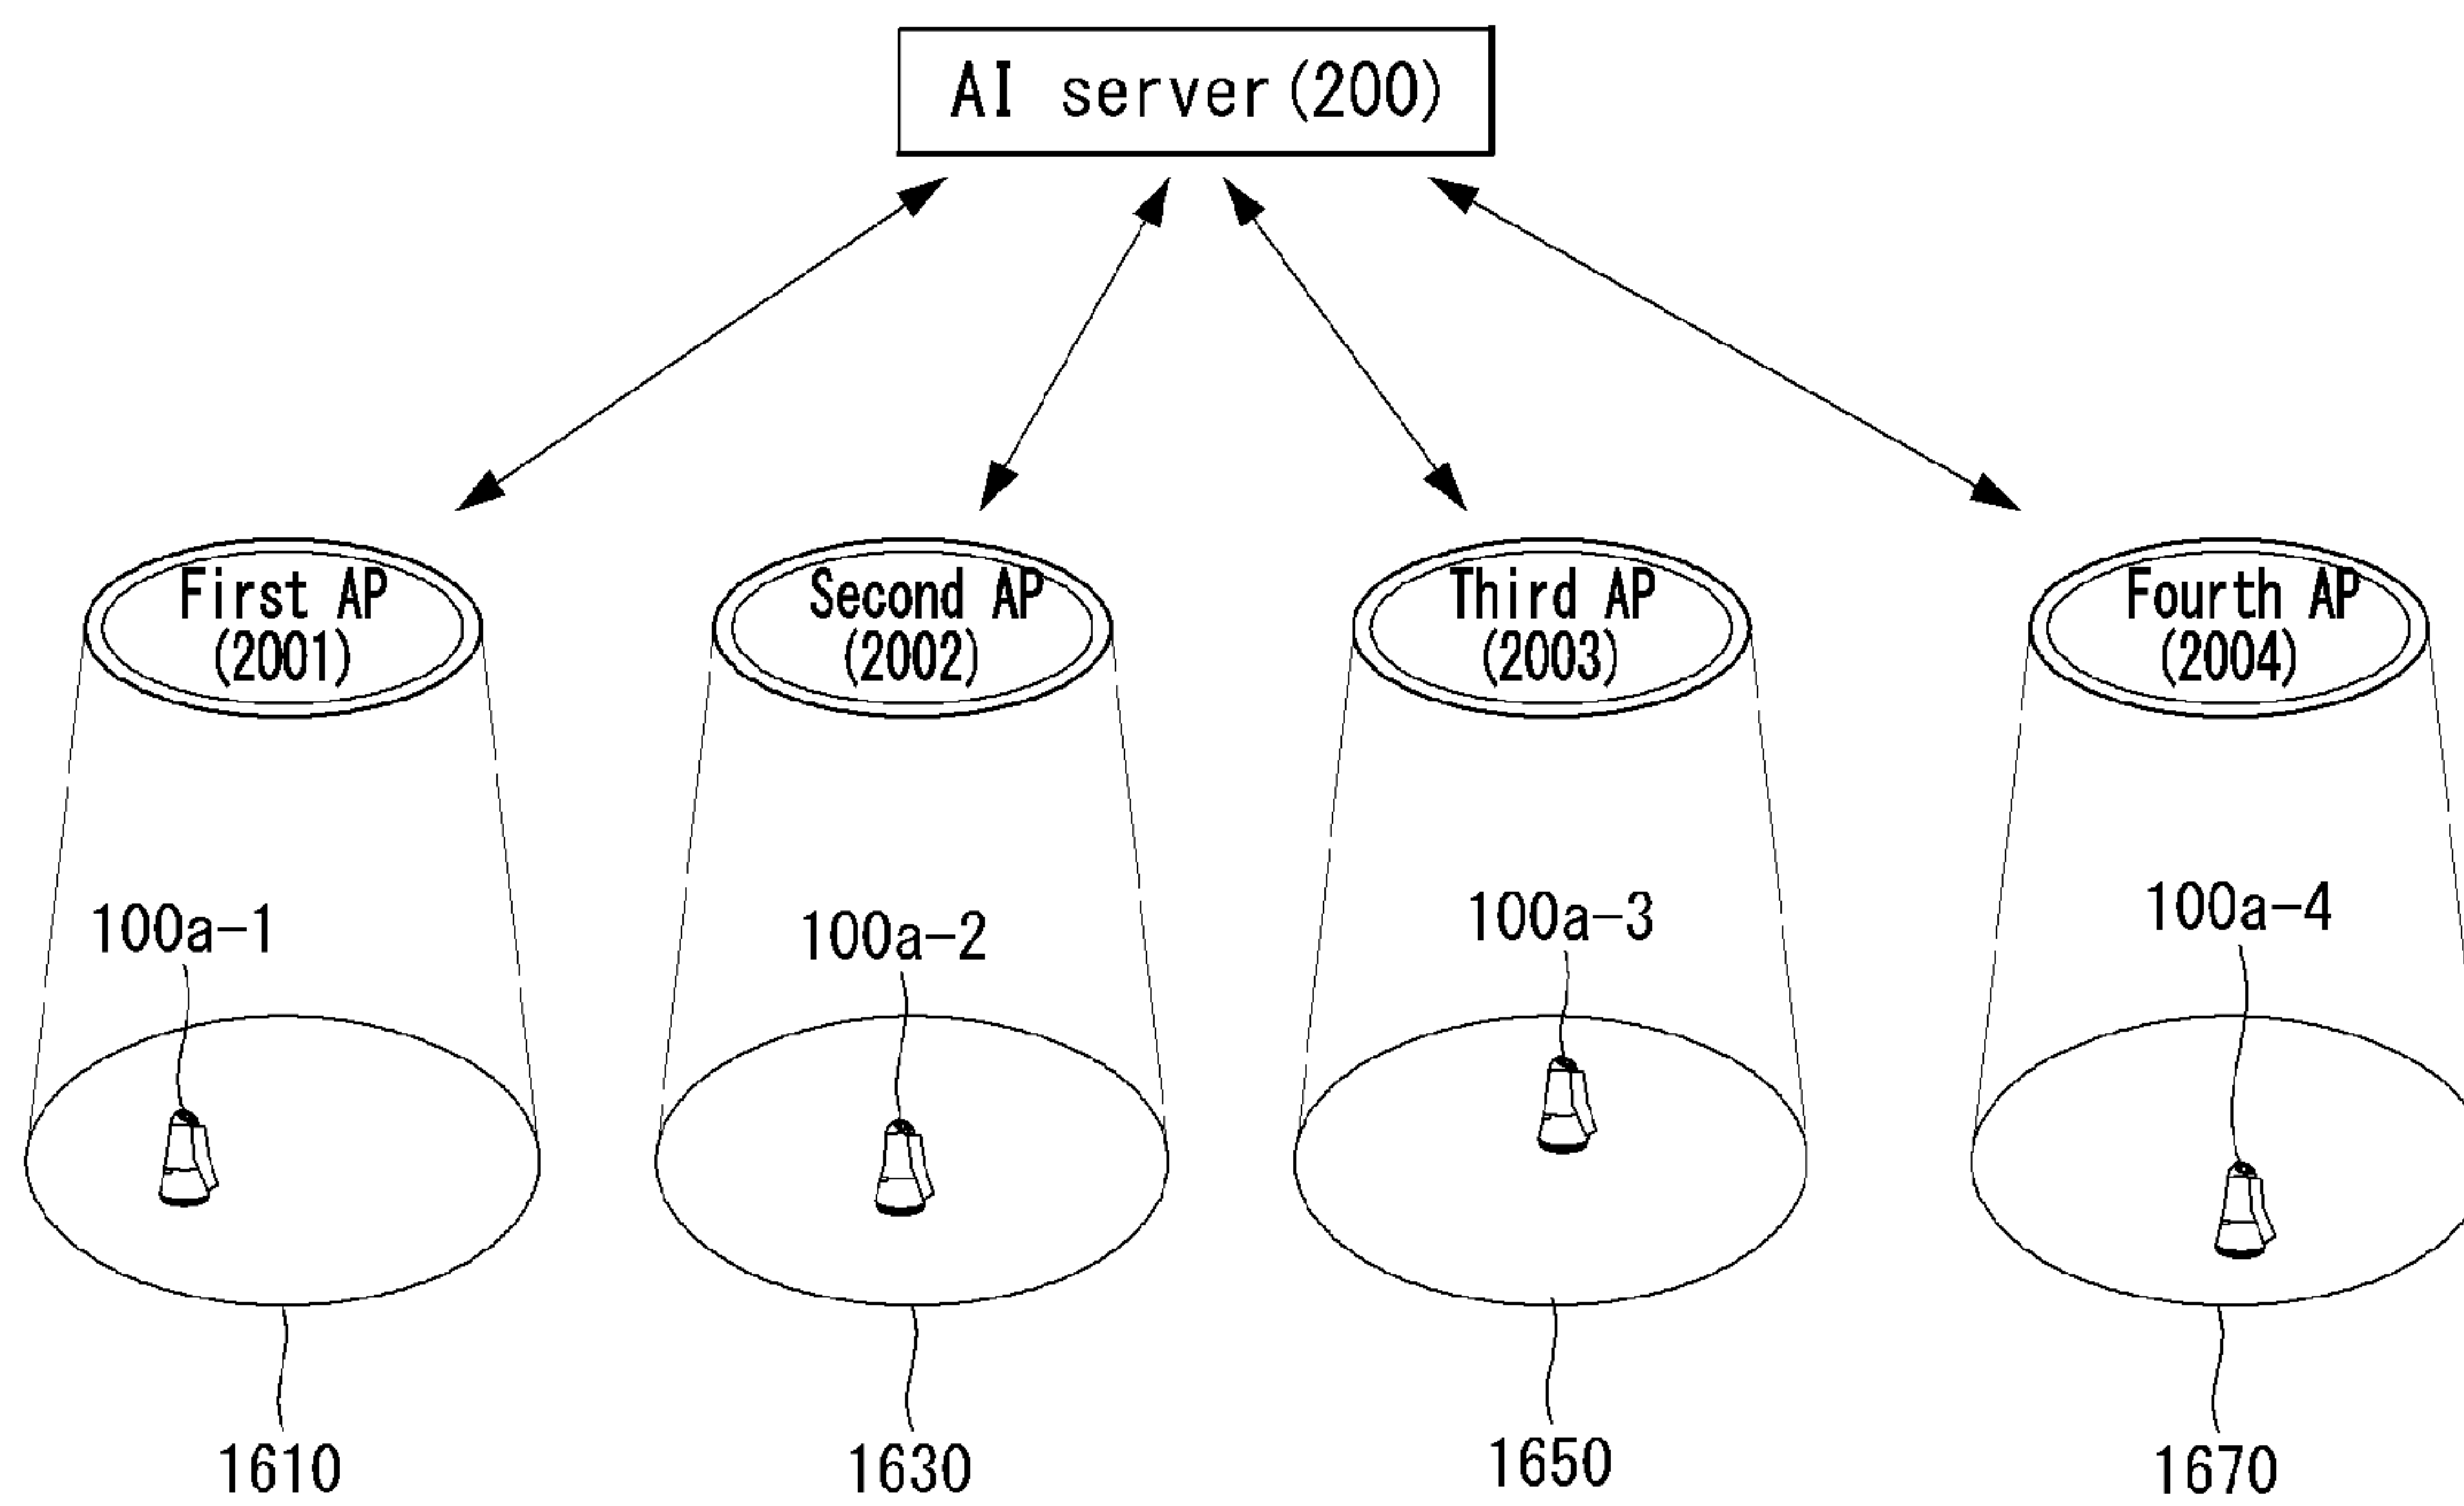 AI server(200)
First AP
(2001)
Second AP
(2002)
Third AP
(2003)
Fourth AP
(2004)
100a-1
100a-2
100a-3
100a-4
1610
1630
1650
1670